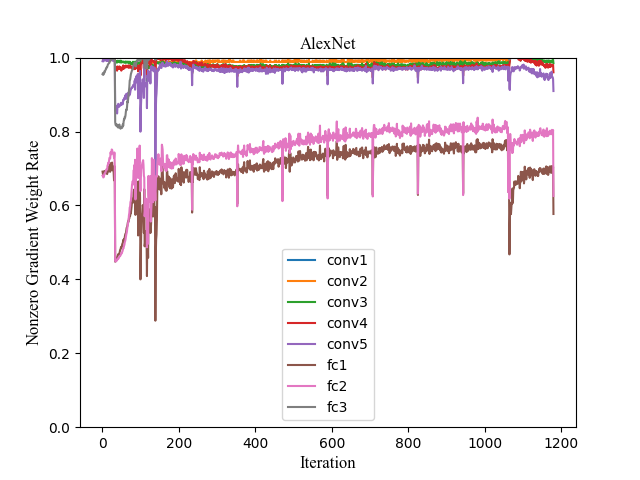 AlexNet
Nonzero Gradient Weight Rate
1.0
0.8
0.6
0.4
0.2
0.0
conv1
conv2
conv3
conv4
conv5
fc1
fc2
fc3
0 200 400 600 800 1000 1200
Iteration